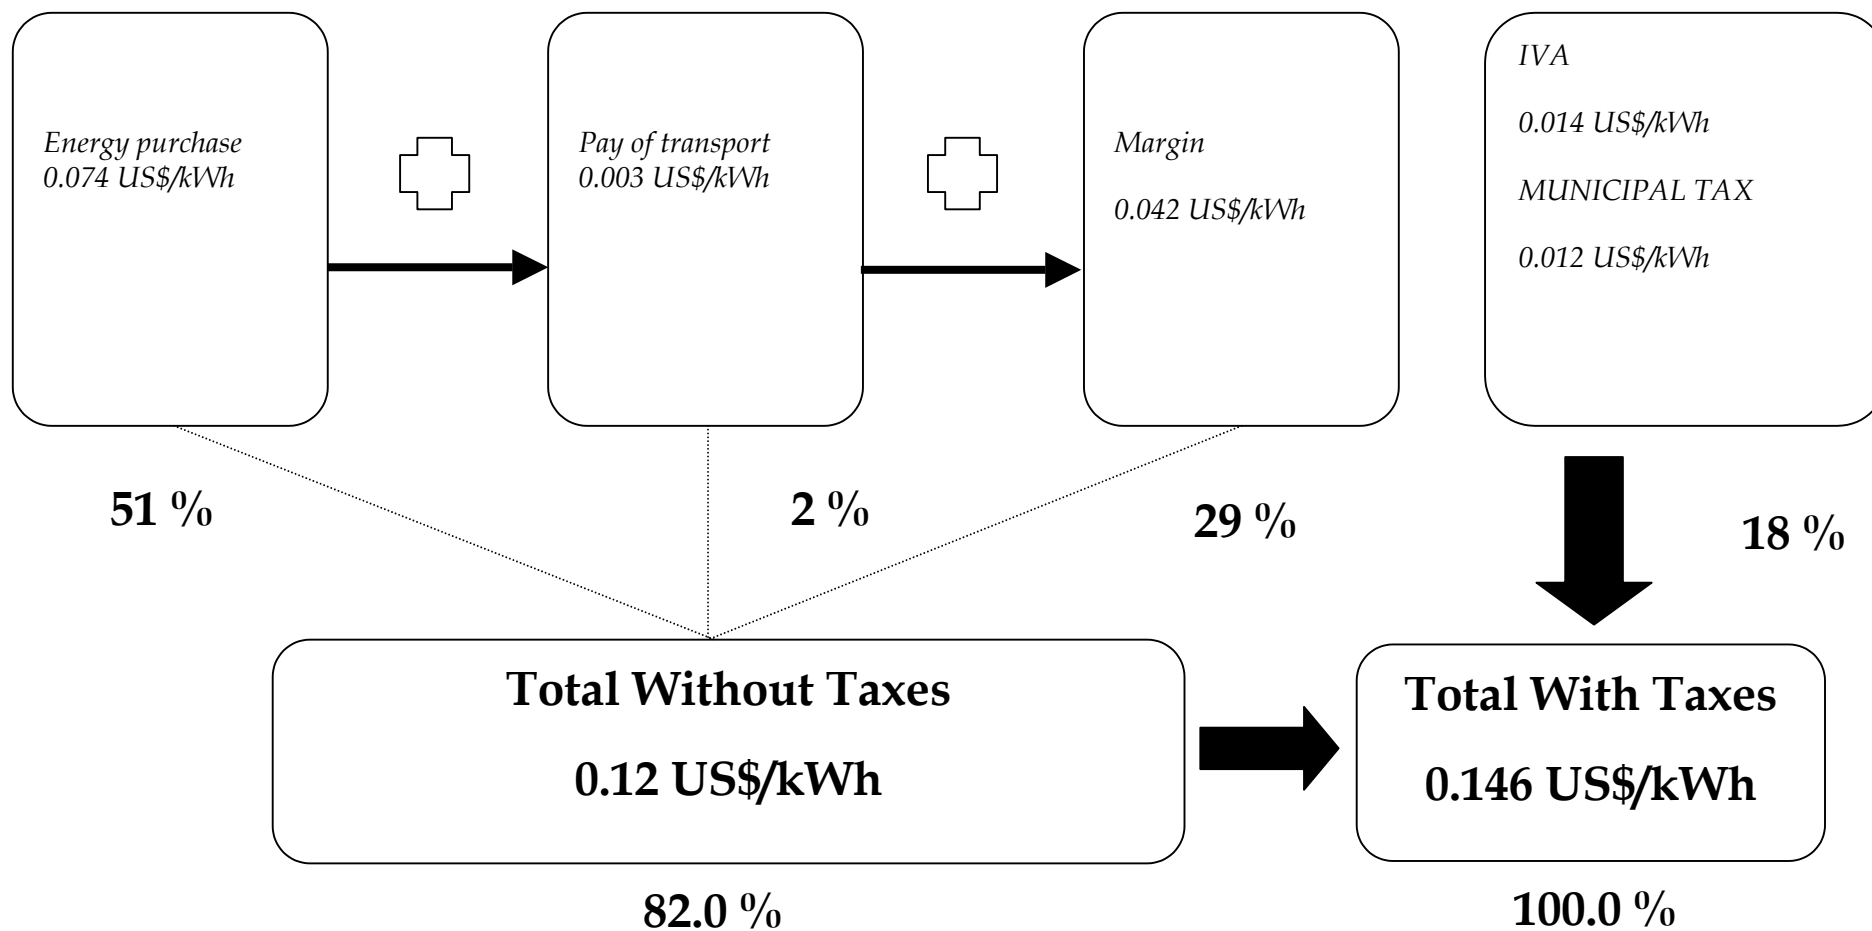 Energy purchase
0.074 US$/kWh
Pay of transport
0.003 US$/kWh
Margin
0.042 US$/kWh
IVA
0.014 US$/kWh
MUNICIPAL TAX
0.012 US$/kWh
51 %
2 %
29 %
18 %
Total Without Taxes
0.12 US$/kWh
Total With Taxes
0.146 US$/kWh
82.0 %
100.0 %